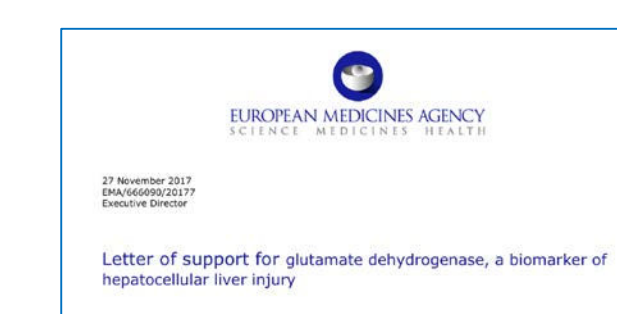 EUROPEAN MEDICINES AGENCY
SCIENCE MEDICINES HEALTH
27 November 2017
EMA/666090/20177
Executive Director
Letter of support for glutamate dehydrogenase, a biomarker of
hepatocellular liver injury